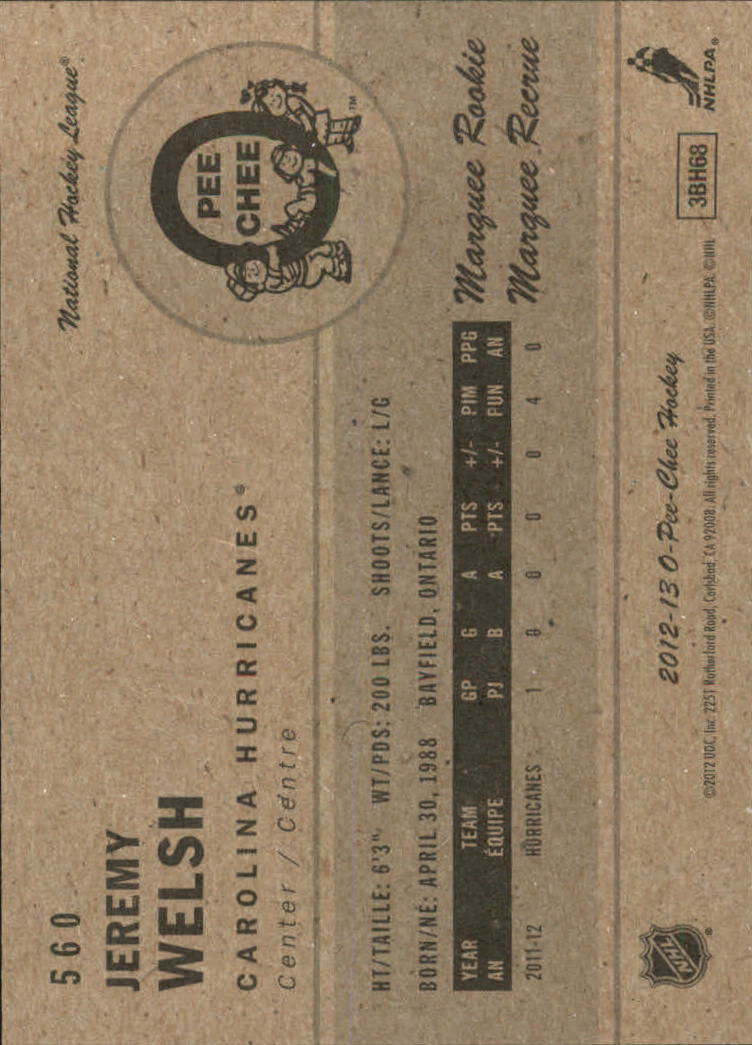 560
National Hockey League®
JEREMY
WELSH
CAROLINA HURRICANES®
Center / Centre
PEE
CHEE
TM
HT/TAILLE: 6'3" WT/PDS: 200 LBS. SHOOTS/LANCE: L/G
BORN/NÉ: APRIL 30, 1988 BAYFIELD, ONTARIO
Marquee Rookie
Marquee Recrue
YEAR TEAM GP G A PTS +/- PIM PPG
AN ÉQUIPE PJ B A PTS +/- PUN AN
2011-12 HURRICANES 1 0 0 0 0 4 0
2012-13 O-Pee-Chee Hockey
©2012 UDC, Inc. 2251 Rutherford Road, Carlsbad, CA 92008. All rights reserved. Printed in the USA. ©NHLPA. ©NHL
3BH68
NHL ®
NHLPA®